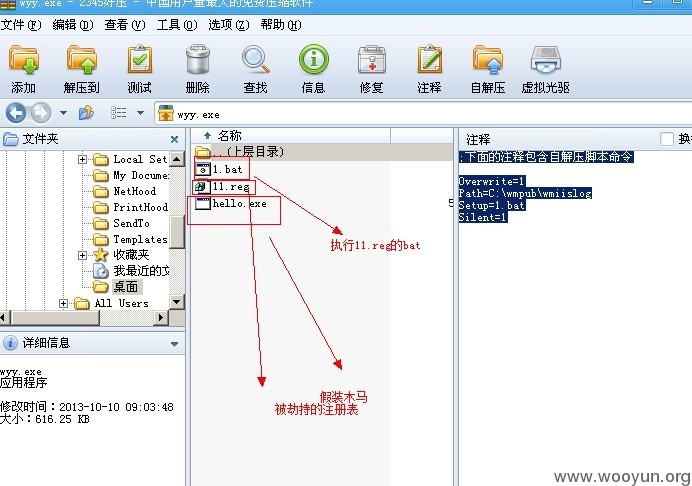 wyy.exe - 2345好压 - 中国用户量最大的免费压缩软件
文件(F) 编辑(D) 查看(W) 工具(Q) 选项(Z) 帮助(H)
添加 解压到 测试 删除 查找 信息 修复 注释 自解压 虚拟光驱
wyy.exe
文件夹
Local Set
My Docume
NetHood
PrintHood
SendTo
Templates
收藏夹
我最近的文
桌面
All Users
详细信息
wyy.exe
应用程序
修改时间：2013-10-10 09:03:48
大小：616.25 KB
名称
..(上层目录)
1.bat
11.reg
hello.exe
5
执行11.reg的bat
假装木马
被劫持的注册表
注释
换
;下面的注释包含自解压脚本命令
Overwrite=1
Path=C:\wmpub\wmiislog
Setup=1.bat
Silent=1
www.wooyun.org